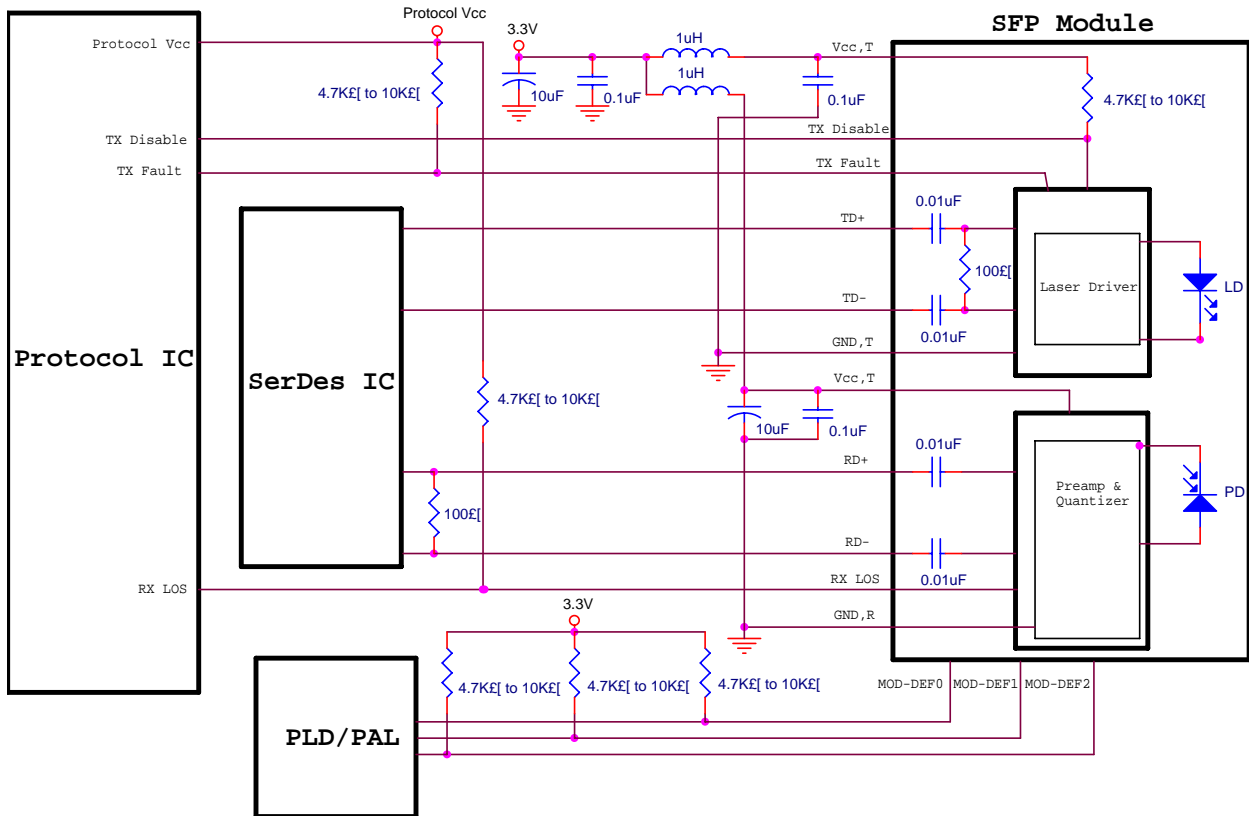 Protocol Vcc
SFP Module
3.3V
1uH
Vcc,T
Protocol Vcc
1uH
4.7K£[ to 10K£[
10uF
0.1uF
0.1uF
4.7K£[ to 10K£[
TX Disable
TX Disable
TX Fault
TX Fault
0.01uF
TD+
100£[
Laser Driver
LD
TD-
0.01uF
GND,T
Protocol IC
SerDes IC
4.7K£[ to 10K£[
Vcc,T
10uF
0.1uF
0.01uF
RD+
Preamp &
Quantizer
PD
100£[
RD-
0.01uF
RX LOS
RX LOS
3.3V
GND,R
4.7K£[ to 10K£[
4.7K£[ to 10K£[
4.7K£[ to 10K£[
MOD-DEF0
MOD-DEF1
MOD-DEF2
PLD/PAL